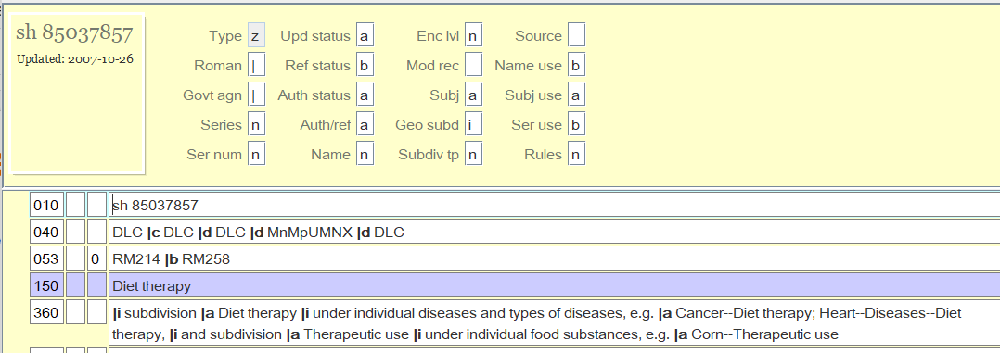 sh 85037857
Updated: 2007-10-26
Type z Upd status a Enc lvl n Source
Roman | Ref status b Mod rec Name use b
Govt agn | Auth status a Subj a Subj use a
Series n Auth/ref a Geo subd i Ser use b
Ser num n Name n Subdiv tp n Rules n
010 sh 85037857
040 DLC |c DLC |d DLC |d MnMpUMNX |d DLC
053 0 RM214 |b RM258
150 Diet therapy
360 |i subdivision |a Diet therapy |i under individual diseases and types of diseases, e.g. |a Cancer--Diet therapy; Heart--Diseases--Diet
therapy, |i and subdivision |a Therapeutic use |i under individual food substances, e.g. |a Corn--Therapeutic use